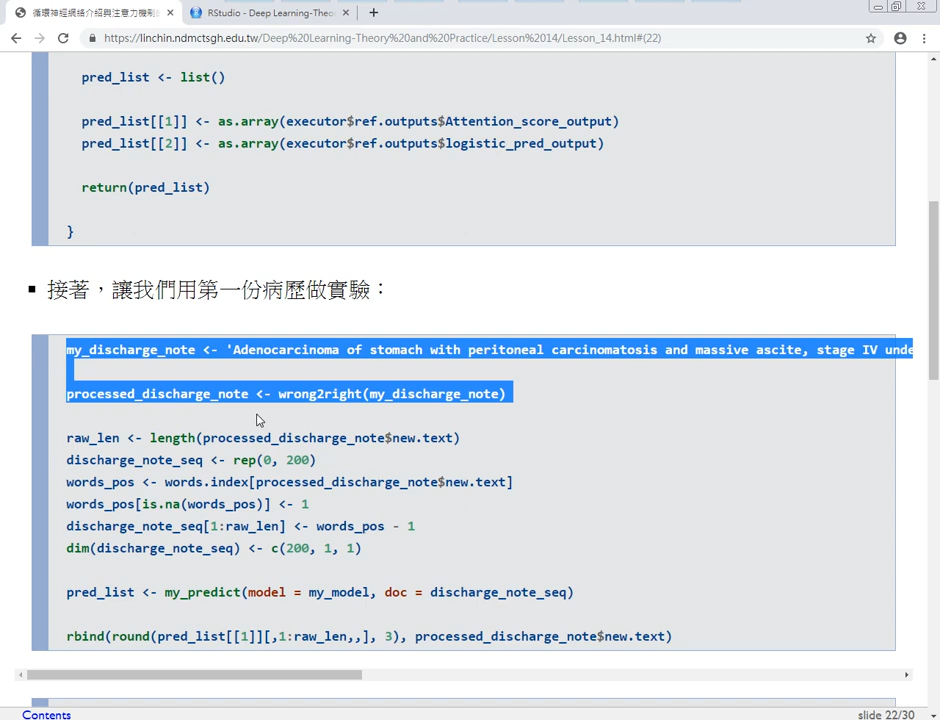 循環神經網絡介紹與注意力機制
RStudio - Deep Learning-Theo
https://linchin.ndmctsgh.edu.tw/Deep%20Learning-Theory%20and%20Practice/Lesson%2014/Lesson_14.html#(22)
pred_list <- list()
pred_list[[1]] <- as.array(executor$ref.outputs$Attention_score_output)
pred_list[[2]] <- as.array(executor$ref.outputs$logistic_pred_output)
return(pred_list)
}
▪ 接著，讓我們用第一份病歷做實驗：
my_discharge_note <- 'Adenocarcinoma of stomach with peritoneal carcinomatosis and massive ascite, stage IV unde
processed_discharge_note <- wrong2right(my_discharge_note)
raw_len <- length(processed_discharge_note$new.text)
discharge_note_seq <- rep(0, 200)
words_pos <- words.index[processed_discharge_note$new.text]
words_pos[is.na(words_pos)] <- 1
discharge_note_seq[1:raw_len] <- words_pos - 1
dim(discharge_note_seq) <- c(200, 1, 1)
pred_list <- my_predict(model = my_model, doc = discharge_note_seq)
rbind(round(pred_list[[1]][,1:raw_len,,], 3), processed_discharge_note$new.text)
Contents
slide 22/30